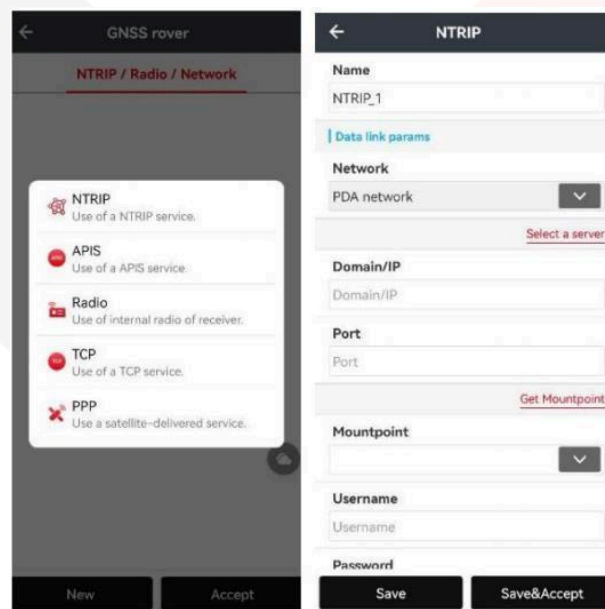 GNSS rover
NTRIP / Radio / Network
NTRIP
Use of a NTRIP service.
APIS
Use of a APIS service.
Radio
Use of internal radio of receiver.
TCP
Use of a TCP service.
PPP
Use a satellite-delivered service.
New
Accept
NTRIP
Name
NTRIP_1
Data link params
Network
PDA network
Select a server
Domain/IP
Domain/IP
Port
Port
Get Mountpoint
Mountpoint
Username
Username
Password
Save
Save&Accept